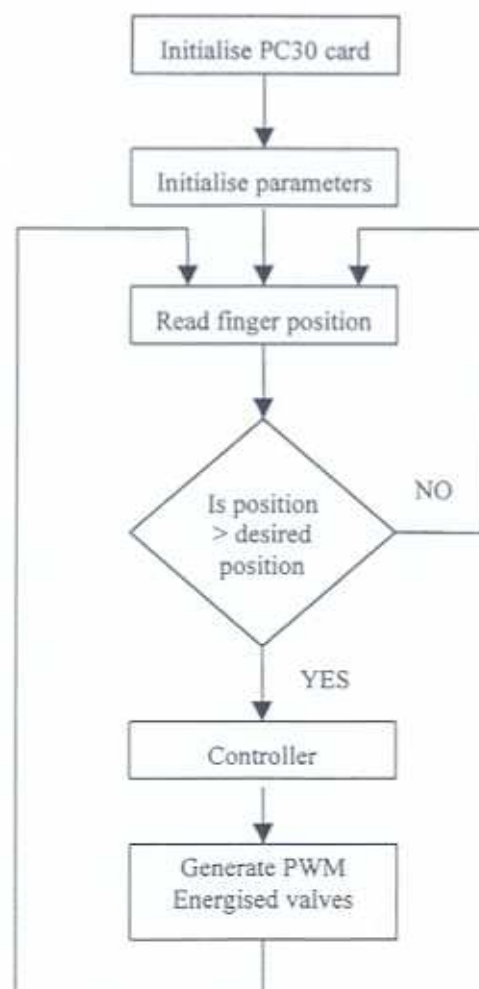 Initialise PC30 card
Initialise parameters
Read finger position
Is position
> desired
position
NO
YES
Controller
Generate PWM
Energised valves